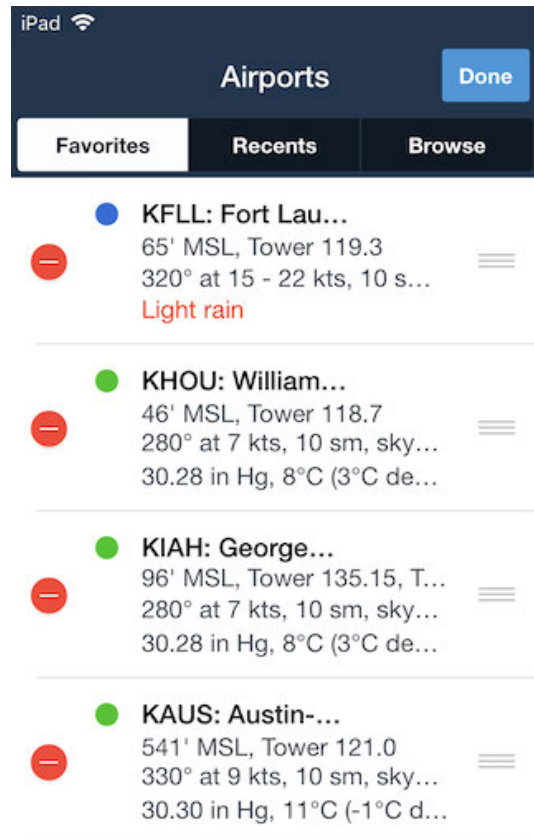 iPad
Airports
Done
Favorites
Recents
Browse
KFLL: Fort Lau...
65' MSL, Tower 119.3
320° at 15 - 22 kts, 10 s...
Light rain
KHOU: William...
46' MSL, Tower 118.7
280° at 7 kts, 10 sm, sky...
30.28 in Hg, 8°C (3°C de...
KIAH: George...
96' MSL, Tower 135.15, T...
280° at 7 kts, 10 sm, sky...
30.28 in Hg, 8°C (3°C de...
KAUS: Austin-...
541' MSL, Tower 121.0
330° at 9 kts, 10 sm, sky...
30.30 in Hg, 11°C (-1°C d...